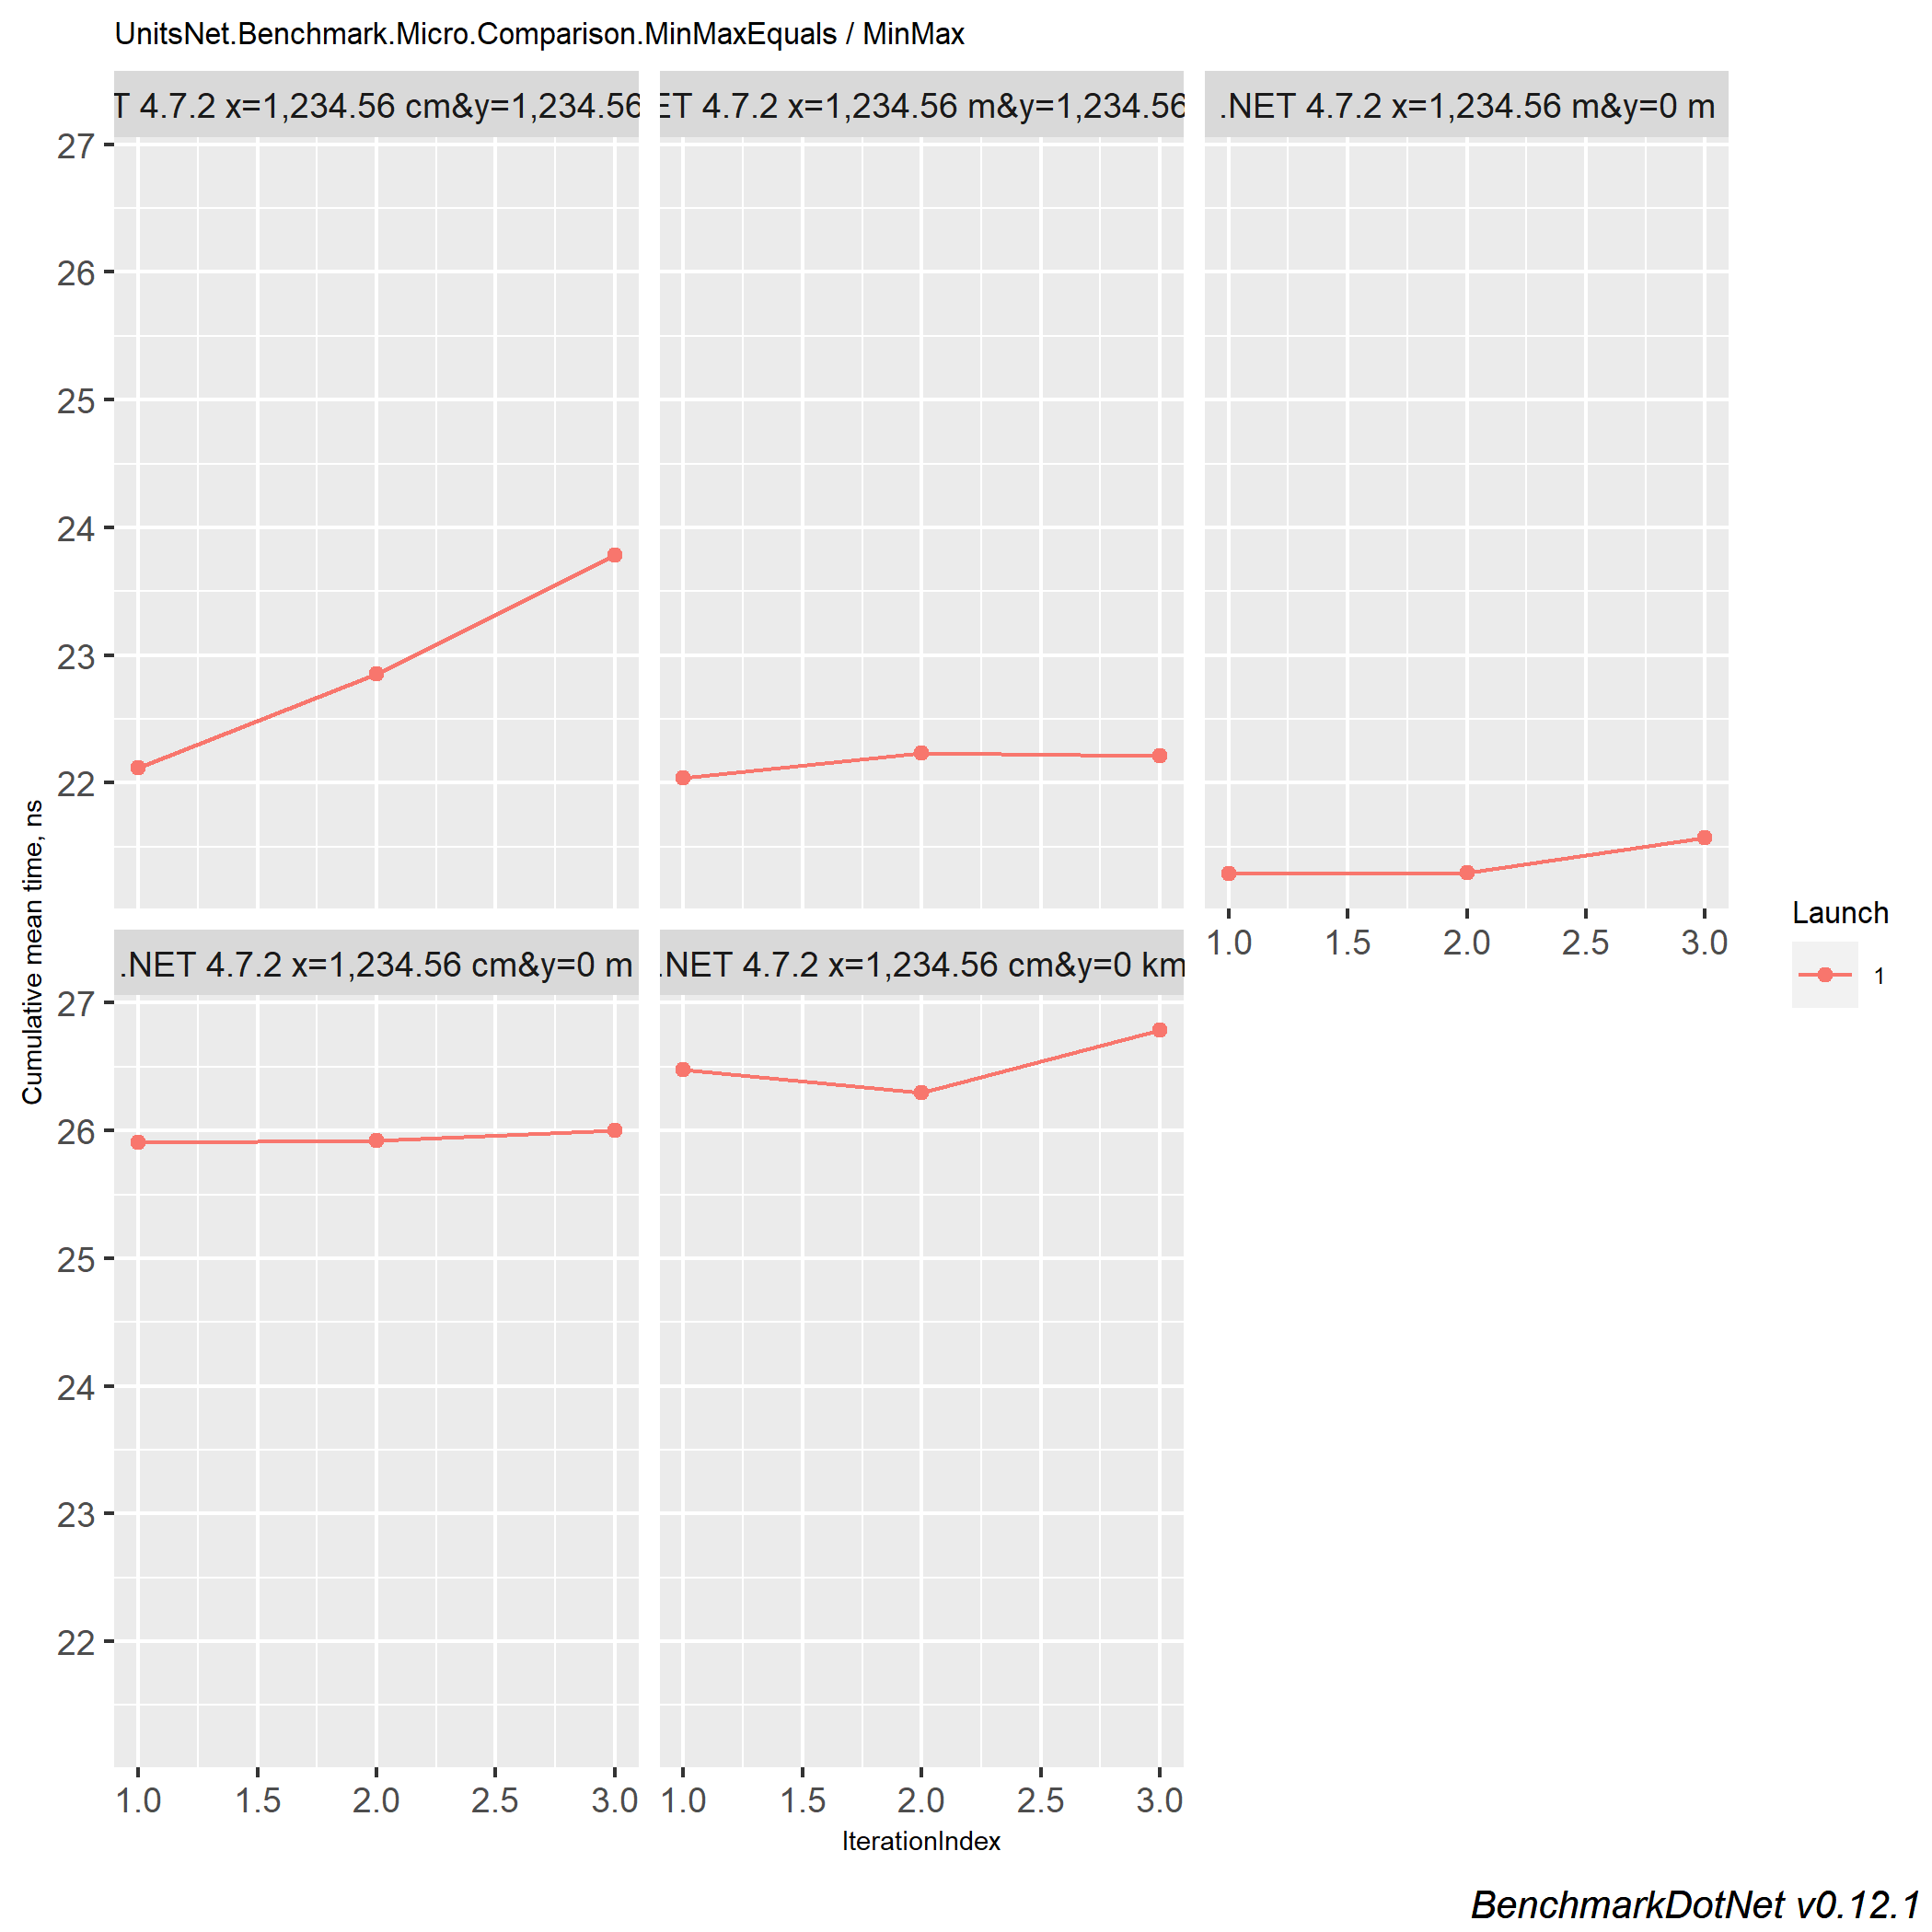 UnitsNet.Benchmark.Micro.Comparison.MinMaxEquals / MinMax
T 4.7.2 x=1,234.56 cm&y=1,234.56
ET 4.7.2 x=1,234.56 m&y=1,234.56
.NET 4.7.2 x=1,234.56 m&y=0 m
27
26
25
24
23
22
1.0 1.5 2.0 2.5 3.0
.NET 4.7.2 x=1,234.56 cm&y=0 m
.NET 4.7.2 x=1,234.56 cm&y=0 km
27
26
25
24
23
22
1.0 1.5 2.0 2.5 3.0
1.0 1.5 2.0 2.5 3.0
Cumulative mean time, ns
IterationIndex
Launch
1
BenchmarkDotNet v0.12.1